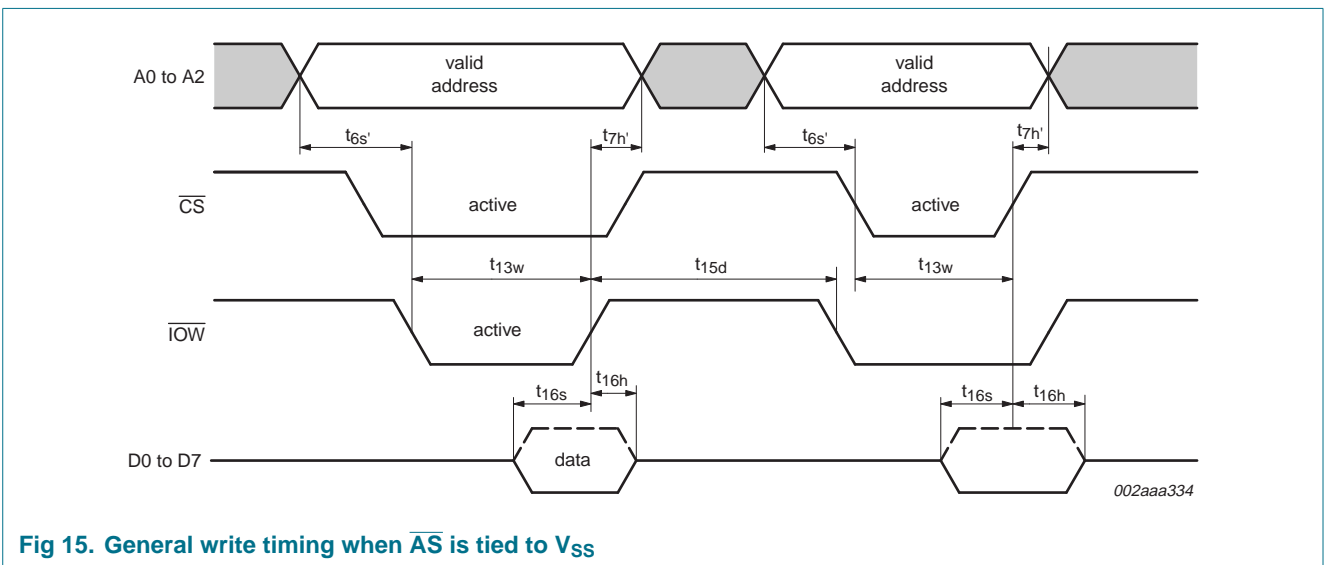 A0 to A2
valid
address
valid
address
t6s'
t7h'
t6s'
t7h'
CS
active
active
t13w
t15d
t13w
IOW
active
t16s
t16h
t16s
t16h
D0 to D7
data
002aaa334
Fig 15. General write timing when AS is tied to VSS